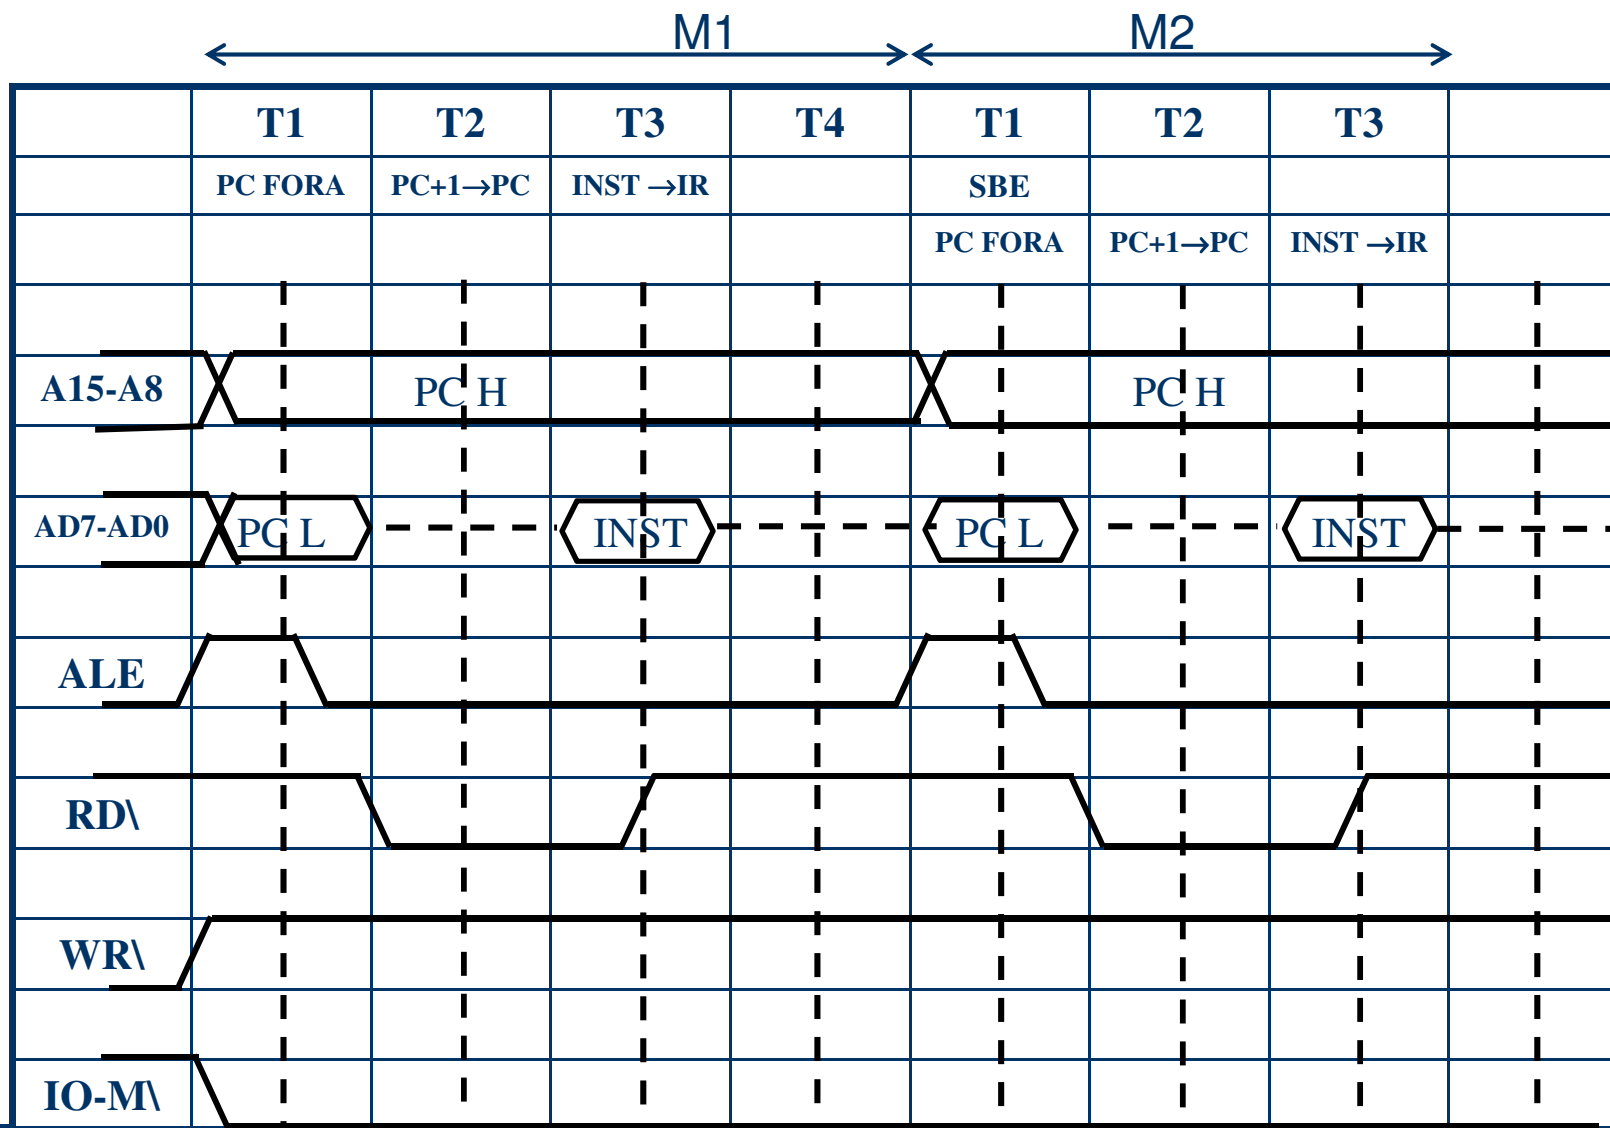 M1 M2
T1 T2 T3 T4 T1 T2 T3
PC FORA PC+1→PC INST →IR SBE
PC FORA PC+1→PC INST →IR
A15-A8 PC H PC H
AD7-AD0 PC L INST PC L INST
ALE
RD\
WR\
IO-M\